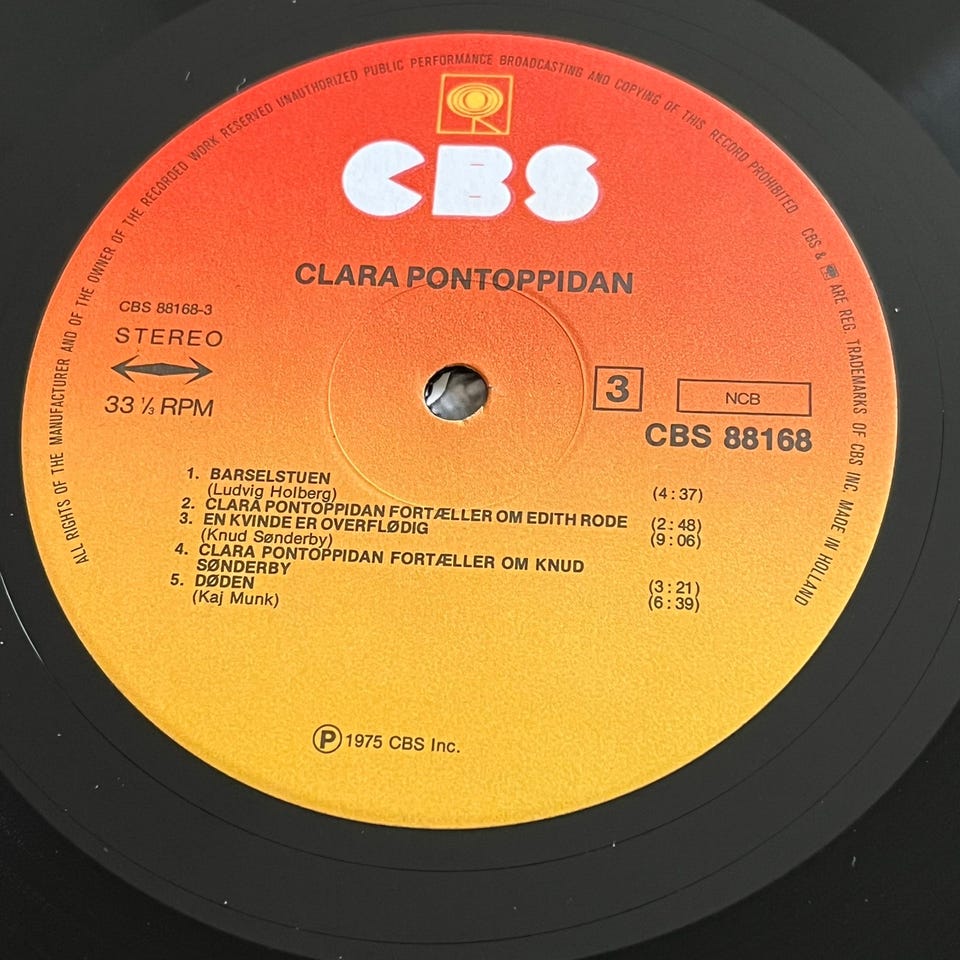 ALL RIGHTS OF THE MANUFACTURER AND OF THE OWNER OF THE RECORDED WORK RESERVED UNAUTHORIZED PUBLIC PERFORMANCE BROADCASTING AND COPYING OF THIS RECORD PROHIBITED CBS & ARE REG. TRADEMARKS OF CBS INC. MADE IN HOLLAND
CBS
CLARA PONTOPPIDAN
CBS 88168-3
STEREO
33 1/3 RPM
3
NCB
CBS 88168
1. BARSELSTUEN
(Ludvig Holberg) (4:37)
2. CLARA PONTOPPIDAN FORTÆLLER OM EDITH RODE (2:48)
3. EN KVINDE ER OVERFLØDIG (9:06)
(Knud Sønderby)
4. CLARA PONTOPPIDAN FORTÆLLER OM KNUD
SØNDERBY (3:21)
5. DØDEN (6:39)
(Kaj Munk)
Ⓟ 1975 CBS Inc.